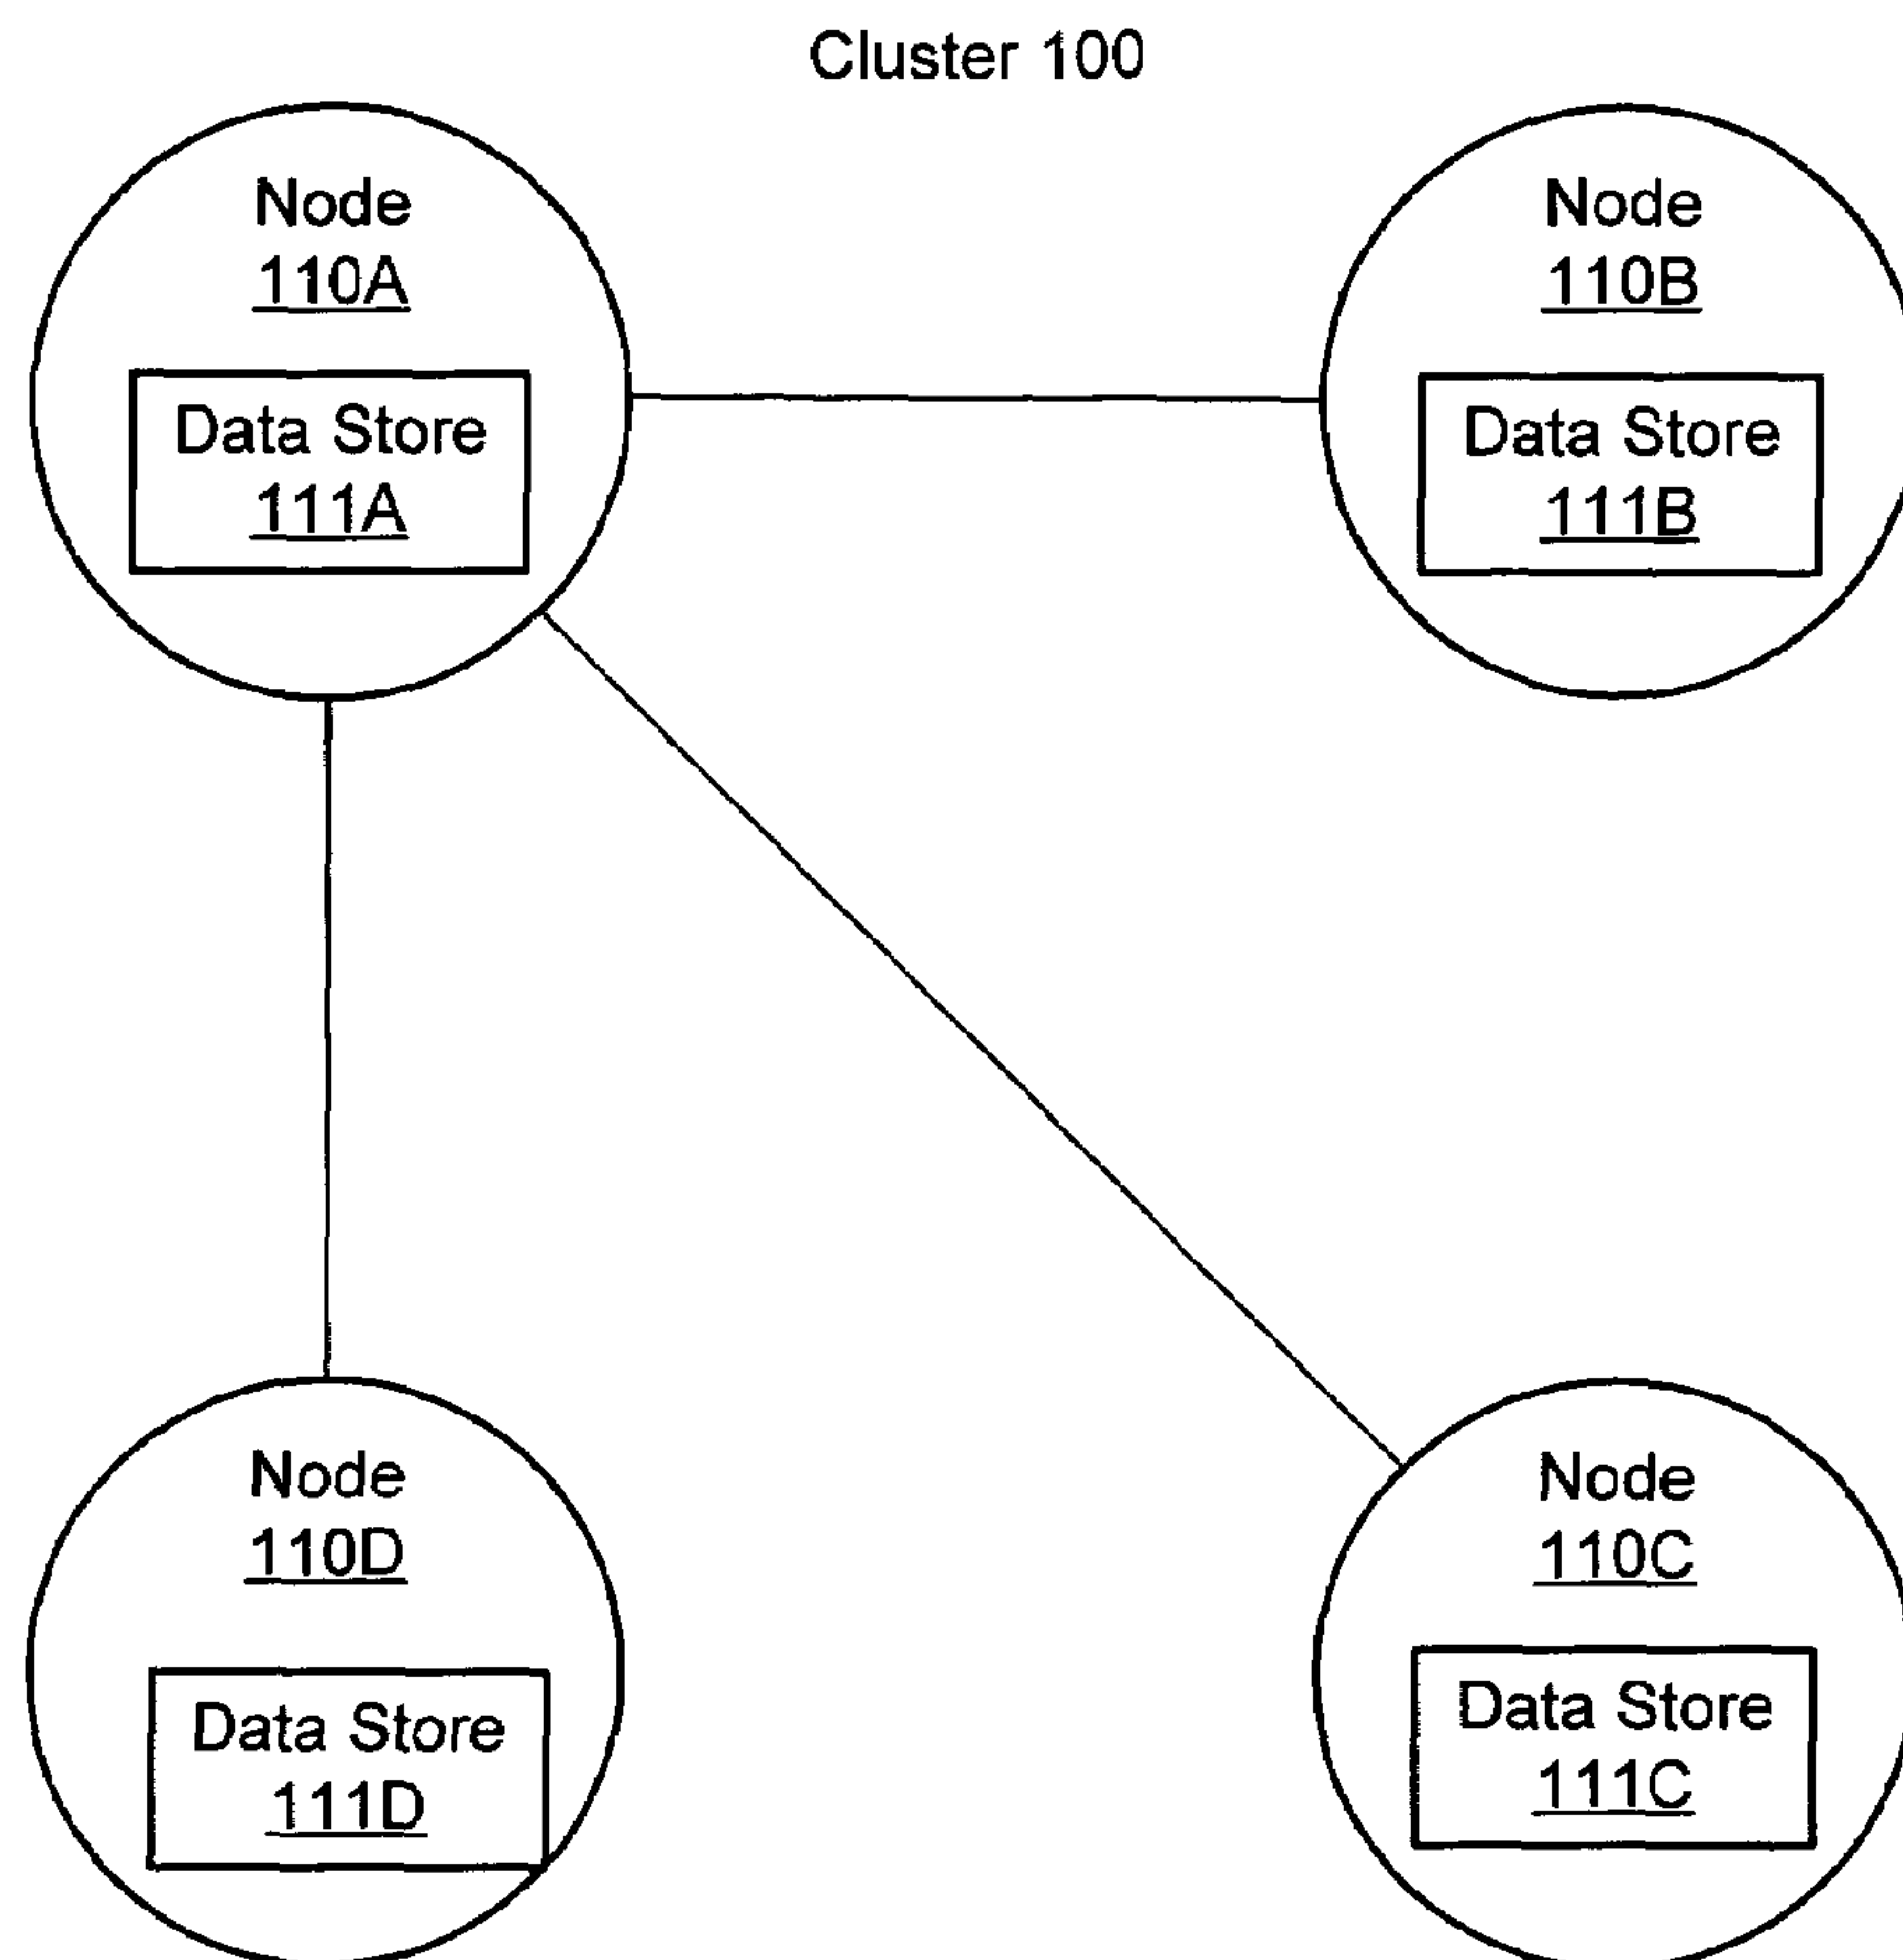 Cluster 100
Node
110A
Data Store
111A
Node
110B
Data Store
111B
Node
110D
Data Store
111D
Node
110C
Data Store
111C